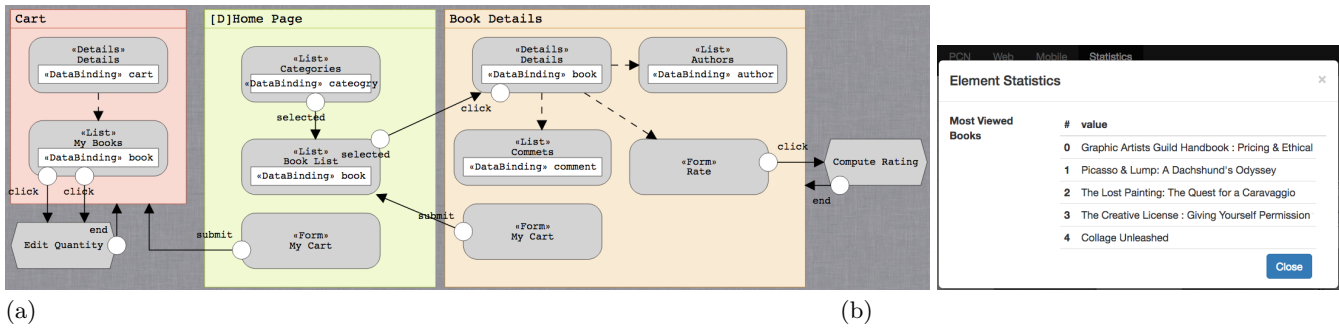 Cart
«Details»
Details
«DataBinding» cart
«List»
My Books
«DataBinding» book
click
click
end
Edit Quantity
[D]Home Page
«List»
Categories
«DataBinding» cateogry
selected
«List»
Book List
«DataBinding» book
selected
submit
«Form»
My Cart
Book Details
«Details»
Details
«DataBinding» book
click
«List»
Authors
«DataBinding» author
«List»
Commets
«DataBinding» comment
«Form»
Rate
click
Compute Rating
end
submit
«Form»
My Cart
(a)
PCN Web Mobile Statistics
Element Statistics ×
Most Viewed
Books
# value
0 Graphic Artists Guild Handbook : Pricing & Ethical
1 Picasso & Lump: A Dachshund's Odyssey
2 The Lost Painting: The Quest for a Caravaggio
3 The Creative License : Giving Yourself Permission
4 Collage Unleashed
Close
(b)